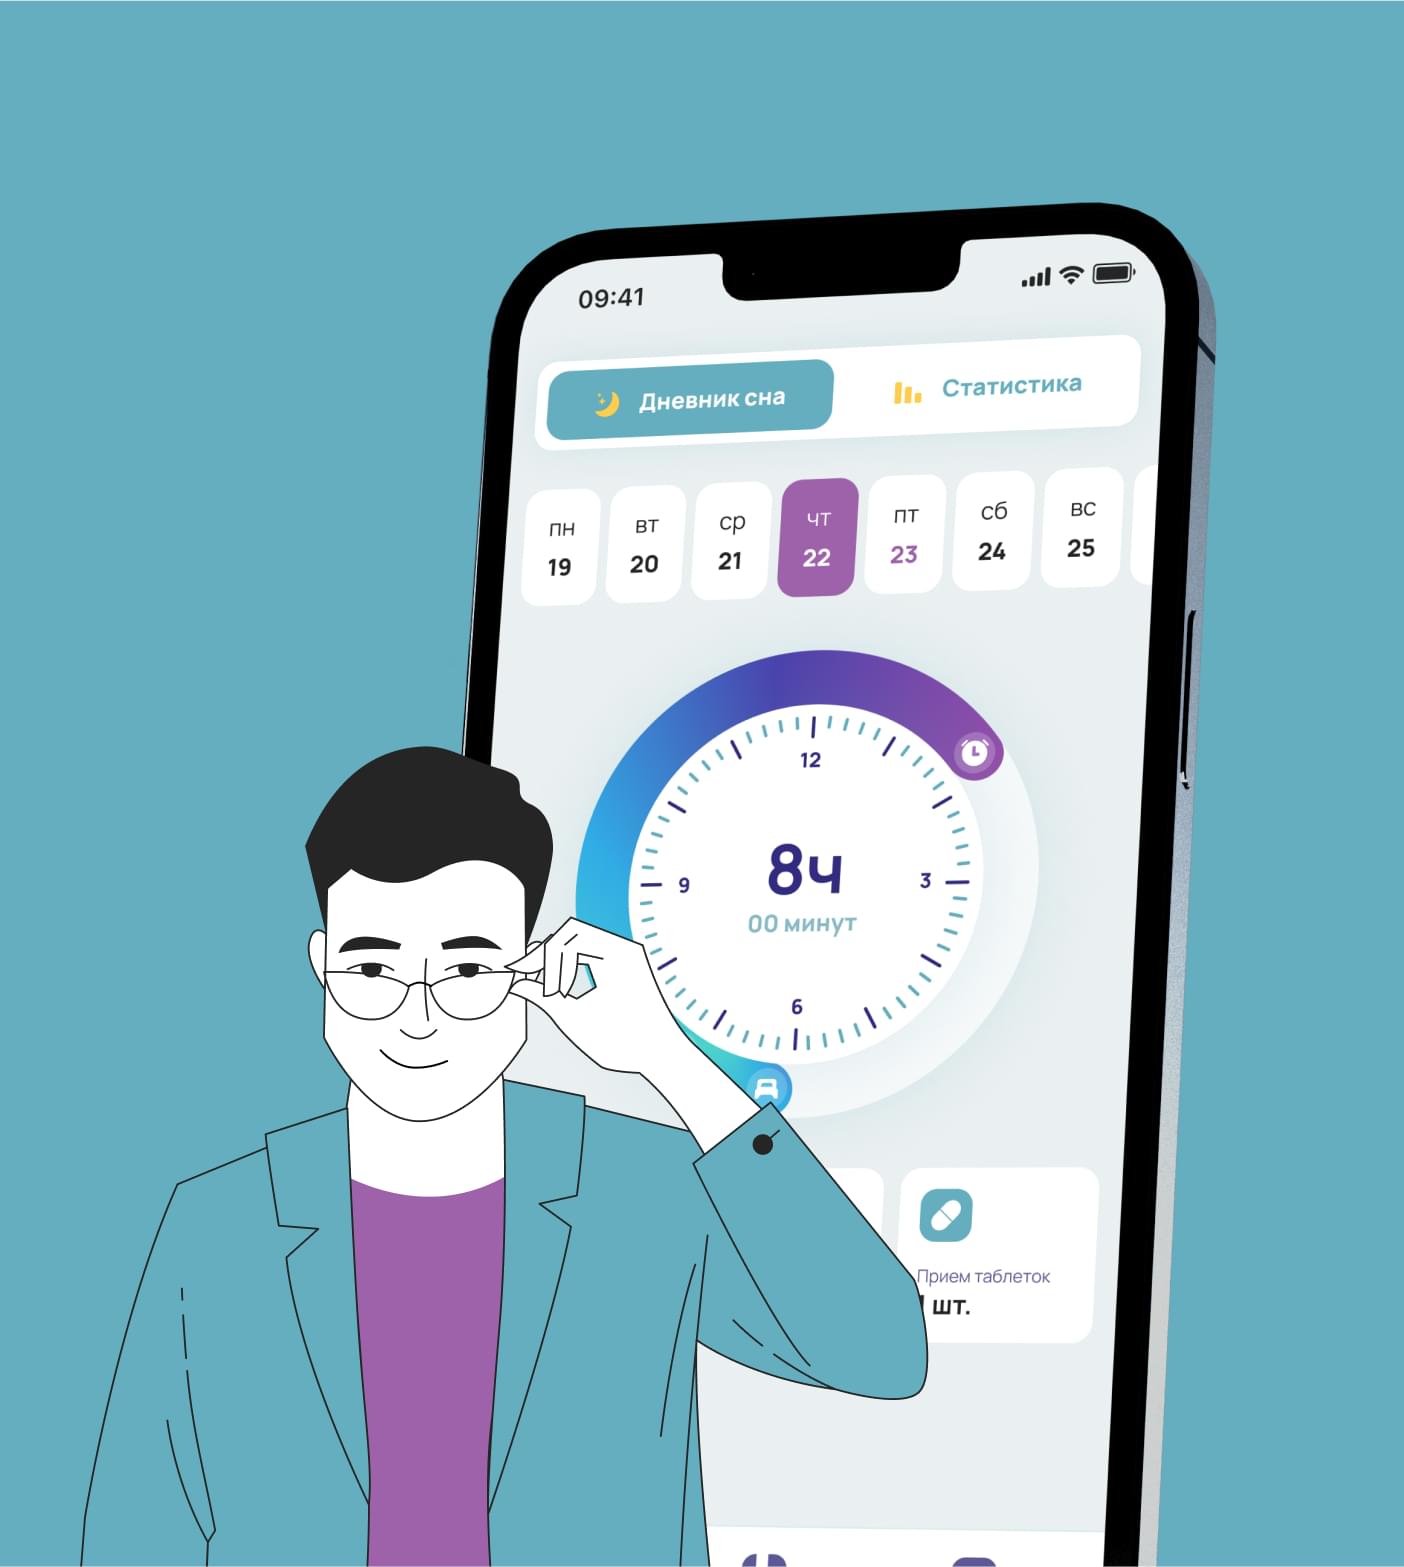 09:41
Дневник сна
Статистика
пн вт ср чт пт сб вс
19 20 21 22 23 24 25
12
9
3
6
8ч
00 минут
Прием таблеток
шт.